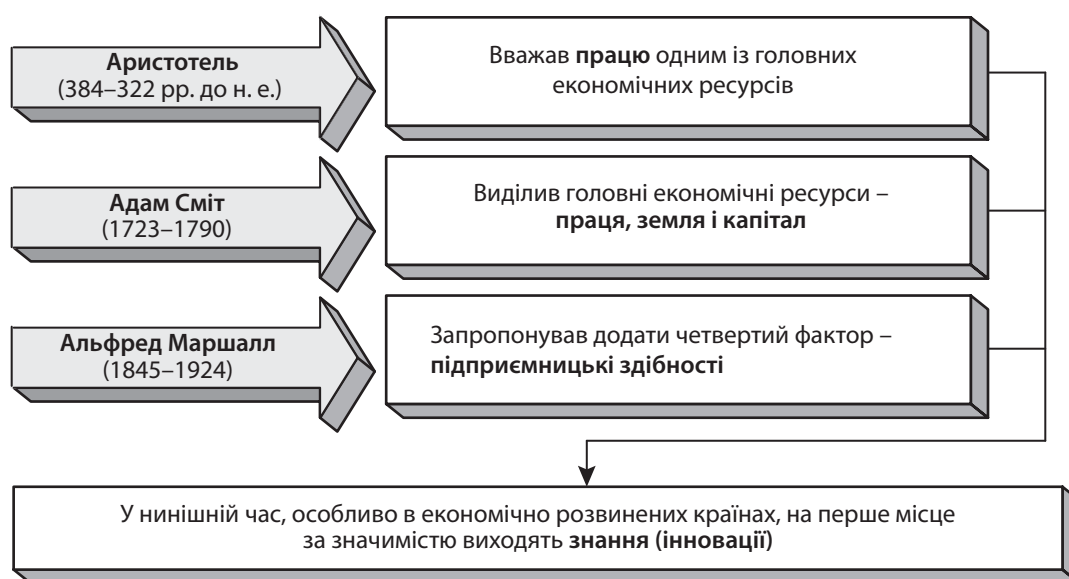 Аристотель
(384–322 рр. до н. е.)
Вважав працю одним із головних
економічних ресурсів
Адам Сміт
(1723–1790)
Виділив головні економічні ресурси –
праця, земля і капітал
Альфред Маршалл
(1845–1924)
Запропонував додати четвертий фактор –
підприємницькі здібності
У нинішній час, особливо в економічно розвинених країнах, на перше місце
за значимістю виходять знання (інновації)